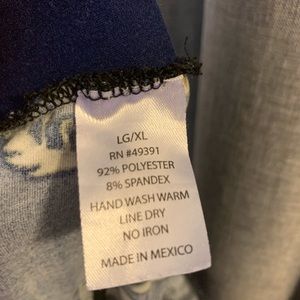 LG/XL
RN #49391
92% POLYESTER
8% SPANDEX
HAND WASH WARM
LINE DRY
NO IRON
MADE IN MEXICO